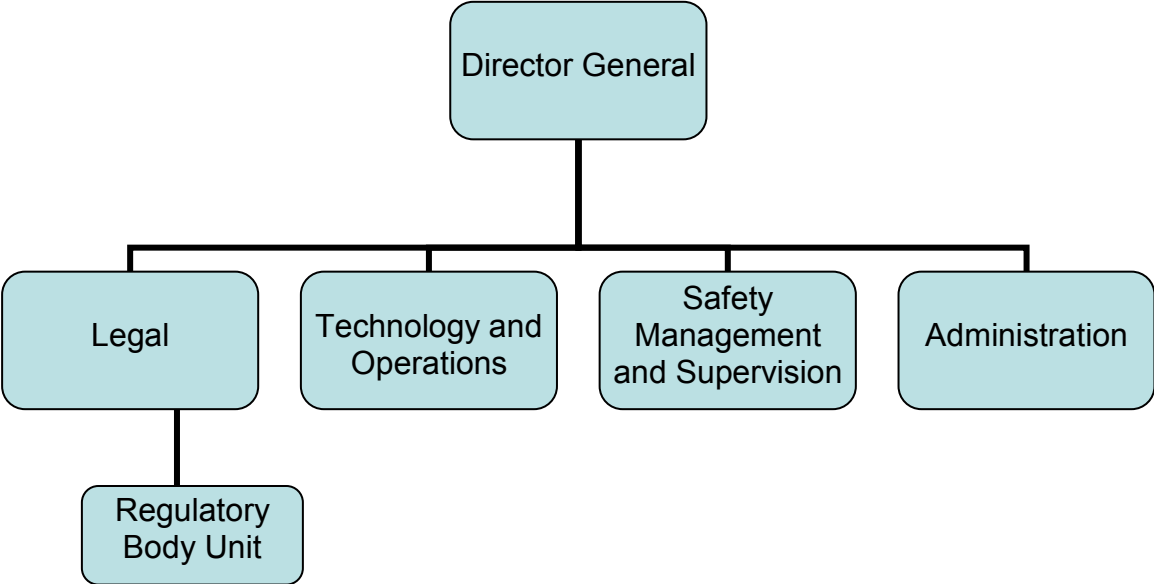 Director General
Legal
Technology and
Operations
Safety
Management
and Supervision
Administration
Regulatory
Body Unit